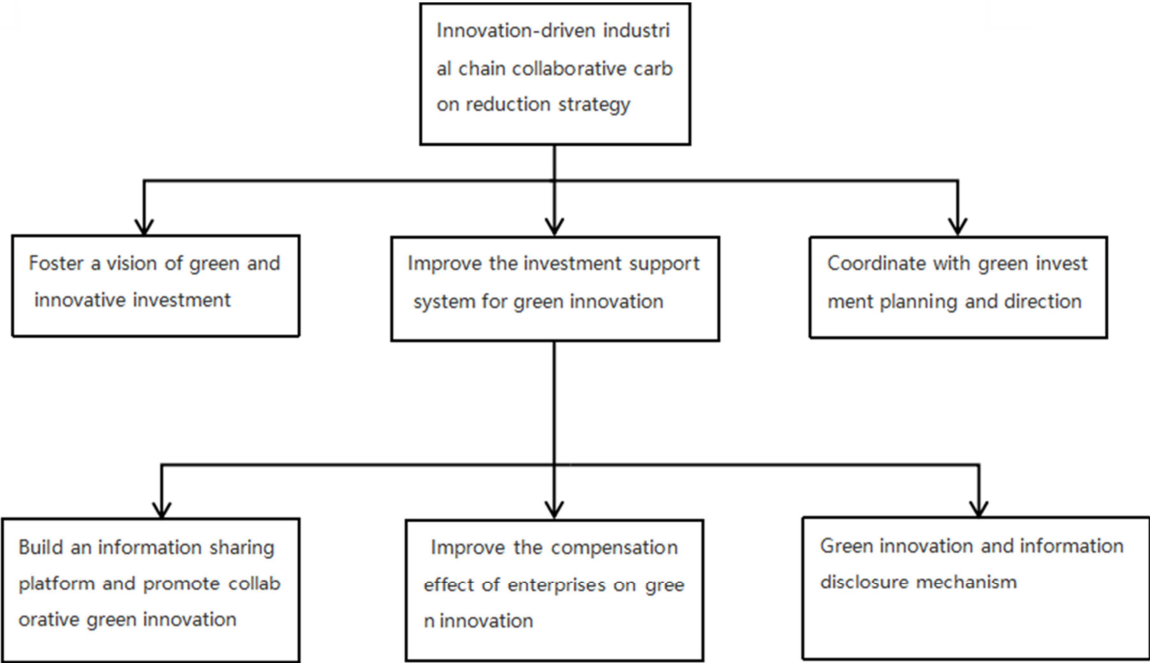 Innovation-driven industri
al chain collaborative carb
on reduction strategy
Foster a vision of green and
innovative investment
Improve the investment support
system for green innovation
Coordinate with green invest
ment planning and direction
Build an information sharing
platform and promote collab
orative green innovation
Improve the compensation
effect of enterprises on gree
n innovation
Green innovation and information
disclosure mechanism